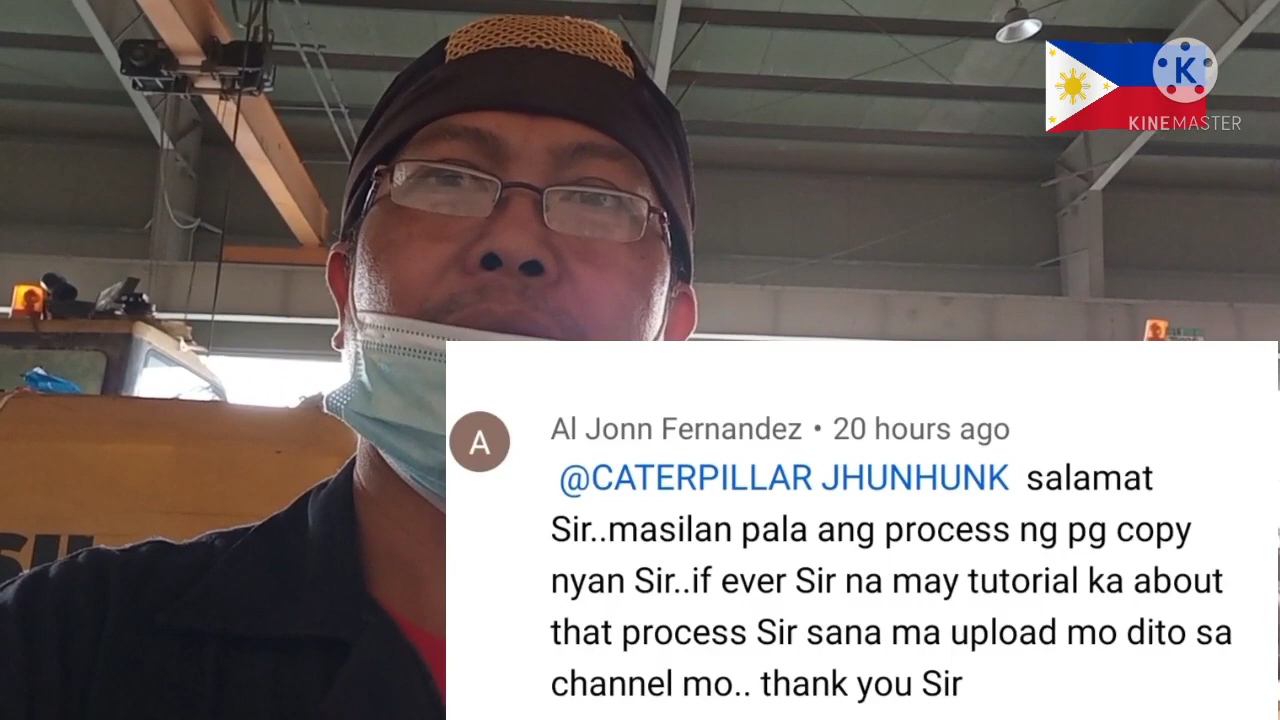 K
KINEMASTER
A
Al Jonn Fernandez • 20 hours ago
@CATERPILLAR JHUNHUNK salamat
Sir..masilan pala ang process ng pg copy
nyan Sir..if ever Sir na may tutorial ka about
that process Sir sana ma upload mo dito sa
channel mo.. thank you Sir